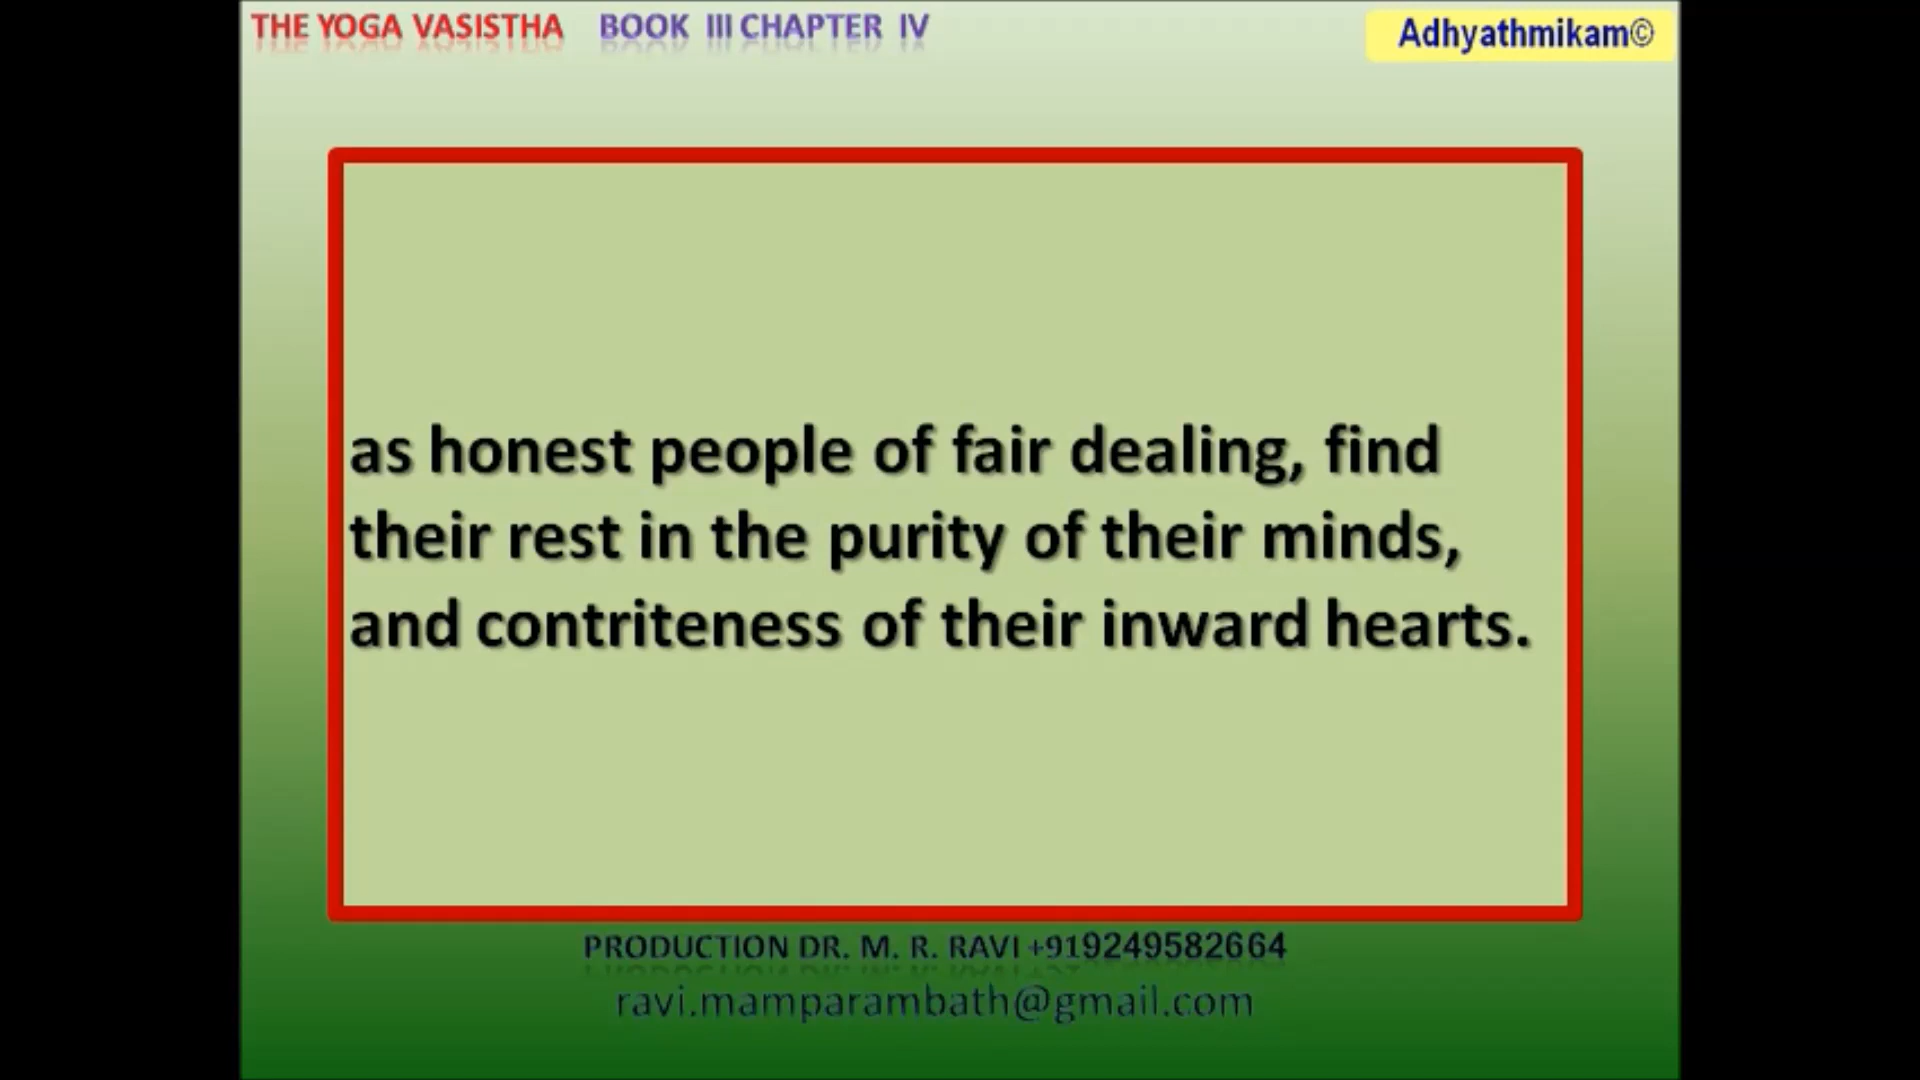 THE YOGA VASISTHA BOOK III CHAPTER IV
Adhyathmikam©
as honest people of fair dealing, find
their rest in the purity of their minds,
and contriteness of their inward hearts.
PRODUCTION DR. M. R. RAVI +919249582664
ravi.mamparambath@gmail.com